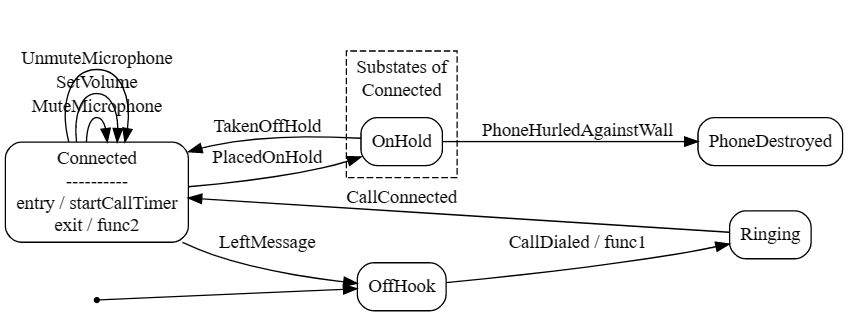 UnmuteMicrophone
SetVolume
MuteMicrophone
Substates of
Connected
TakenOffHold
OnHold
PhoneHurledAgainstWall
PhoneDestroyed
Connected
----------
entry / startCallTimer
exit / func2
PlacedOnHold
CallConnected
LeftMessage
CallDialed / func1
Ringing
OffHook